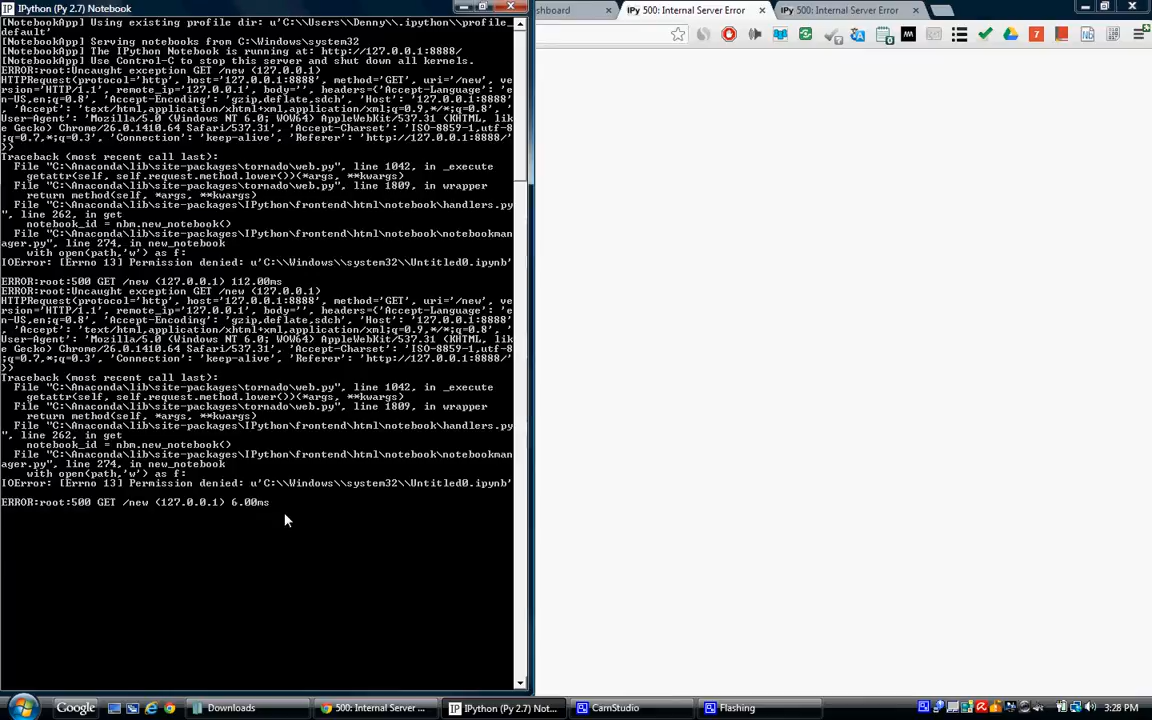 IPython (Py 2.7) Notebook
[NotebookApp] Using existing profile dir: u'C:\\Users\\Denny\\.ipython\\profile_
default'
[NotebookApp] Serving notebooks from C:\Windows\system32
[NotebookApp] The IPython Notebook is running at: http://127.0.0.1:8888/
[NotebookApp] Use Control-C to stop this server and shut down all kernels.
ERROR:root:Uncaught exception GET /new (127.0.0.1)
HTTPRequest(protocol='http', host='127.0.0.1:8888', method='GET', uri='/new', ve
rsion='HTTP/1.1', remote_ip='127.0.0.1', body='', headers={'Accept-Language': 'e
n-US,en;q=0.8', 'Accept-Encoding': 'gzip,deflate,sdch', 'Host': '127.0.0.1:8888'
, 'Accept': 'text/html,application/xhtml+xml,application/xml;q=0.9,*/*;q=0.8', '
User-Agent': 'Mozilla/5.0 (Windows NT 6.0; WOW64) AppleWebKit/537.31 (KHTML, lik
e Gecko) Chrome/26.0.1410.64 Safari/537.31', 'Accept-Charset': 'ISO-8859-1,utf-8
;q=0.7,*;q=0.3', 'Connection': 'keep-alive', 'Referer': 'http://127.0.0.1:8888/'
})
Traceback (most recent call last):
File "C:\Anaconda\lib\site-packages\tornado\web.py", line 1042, in _execute
getattr(self, self.request.method.lower())(*args, **kwargs)
File "C:\Anaconda\lib\site-packages\tornado\web.py", line 1809, in wrapper
return method(self, *args, **kwargs)
File "C:\Anaconda\lib\site-packages\IPython\frontend\html\notebook\handlers.py
", line 262, in get
notebook_id = nbm.new_notebook()
File "C:\Anaconda\lib\site-packages\IPython\frontend\html\notebook\notebookman
ager.py", line 274, in new_notebook
with open(path,'w') as f:
IOError: [Errno 13] Permission denied: u'C:\\Windows\\system32\\Untitled0.ipynb'
ERROR:root:500 GET /new (127.0.0.1) 112.00ms
ERROR:root:Uncaught exception GET /new (127.0.0.1)
HTTPRequest(protocol='http', host='127.0.0.1:8888', method='GET', uri='/new', ve
rsion='HTTP/1.1', remote_ip='127.0.0.1', body='', headers={'Accept-Language': 'e
n-US,en;q=0.8', 'Accept-Encoding': 'gzip,deflate,sdch', 'Host': '127.0.0.1:8888'
, 'Accept': 'text/html,application/xhtml+xml,application/xml;q=0.9,*/*;q=0.8', '
User-Agent': 'Mozilla/5.0 (Windows NT 6.0; WOW64) AppleWebKit/537.31 (KHTML, lik
e Gecko) Chrome/26.0.1410.64 Safari/537.31', 'Accept-Charset': 'ISO-8859-1,utf-8
;q=0.7,*;q=0.3', 'Connection': 'keep-alive', 'Referer': 'http://127.0.0.1:8888/'
})
Traceback (most recent call last):
File "C:\Anaconda\lib\site-packages\tornado\web.py", line 1042, in _execute
getattr(self, self.request.method.lower())(*args, **kwargs)
File "C:\Anaconda\lib\site-packages\tornado\web.py", line 1809, in wrapper
return method(self, *args, **kwargs)
File "C:\Anaconda\lib\site-packages\IPython\frontend\html\notebook\handlers.py
", line 262, in get
notebook_id = nbm.new_notebook()
File "C:\Anaconda\lib\site-packages\IPython\frontend\html\notebook\notebookman
ager.py", line 274, in new_notebook
with open(path,'w') as f:
IOError: [Errno 13] Permission denied: u'C:\\Windows\\system32\\Untitled0.ipynb'
ERROR:root:500 GET /new (127.0.0.1) 6.00ms
shboard
IPy 500: Internal Server Error
IPy 500: Internal Server Error
Google
Downloads
500: Internal Server ...
IPython (Py 2.7) Not...
CamStudio
Flashing
3:28 PM